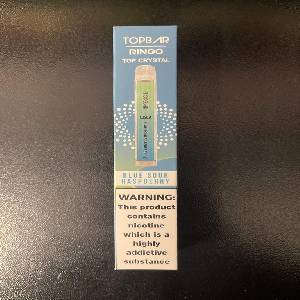 TOPBAR
RINGO
TOP CRYSTAL
BLUE SOUR
RASPBERRY
WARNING:
This product
contains
nicotine
which is a
highly
addictive
substance